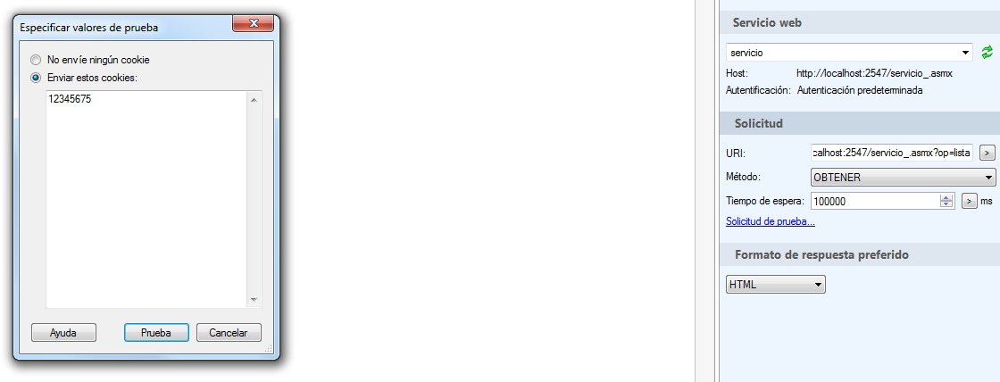 Especificar valores de prueba
No envíe ningún cookie
Enviar estos cookies:
12345675
Ayuda
Prueba
Cancelar
Servicio web
servicio
Host: http://localhost:2547/servicio_.asmx
Autentificación: Autenticación predeterminada
Solicitud
URI: calhost:2547/servicio_.asmx?op=lista >
Método: OBTENER
Tiempo de espera: 100000 > ms
Solicitud de prueba...
Formato de respuesta preferido
HTML